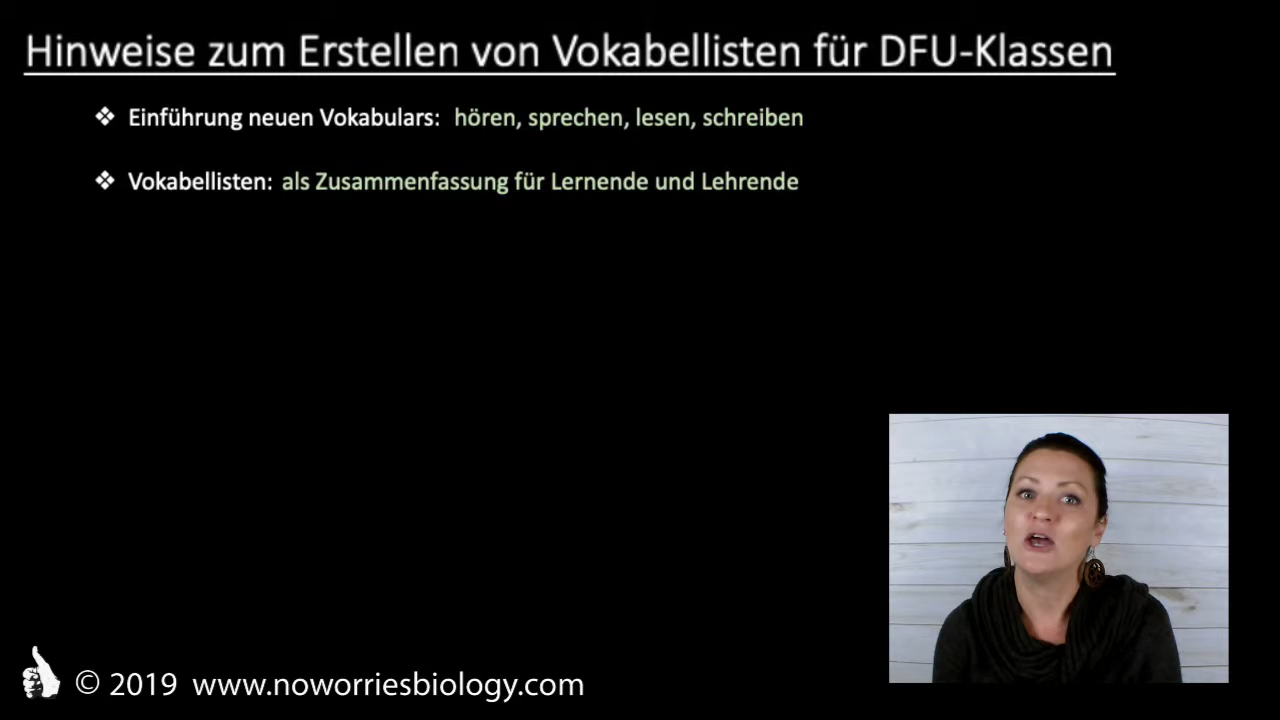 Hinweise zum Erstellen von Vokabellisten für DFU-Klassen
❖ Einführung neuen Vokabulars: hören, sprechen, lesen, schreiben
❖ Vokabellisten: als Zusammenfassung für Lernende und Lehrende
© 2019 www.noworriesbiology.com